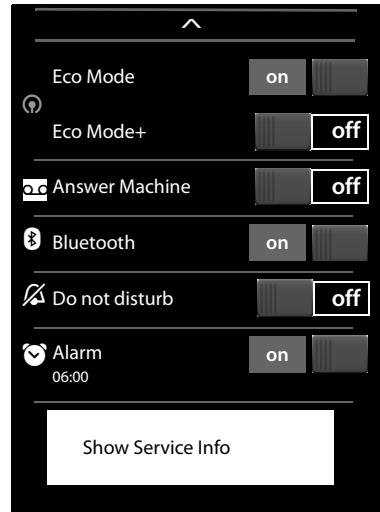 Eco Mode on
Eco Mode+ off
Answer Machine off
Bluetooth on
Do not disturb off
Alarm on
06:00
Show Service Info